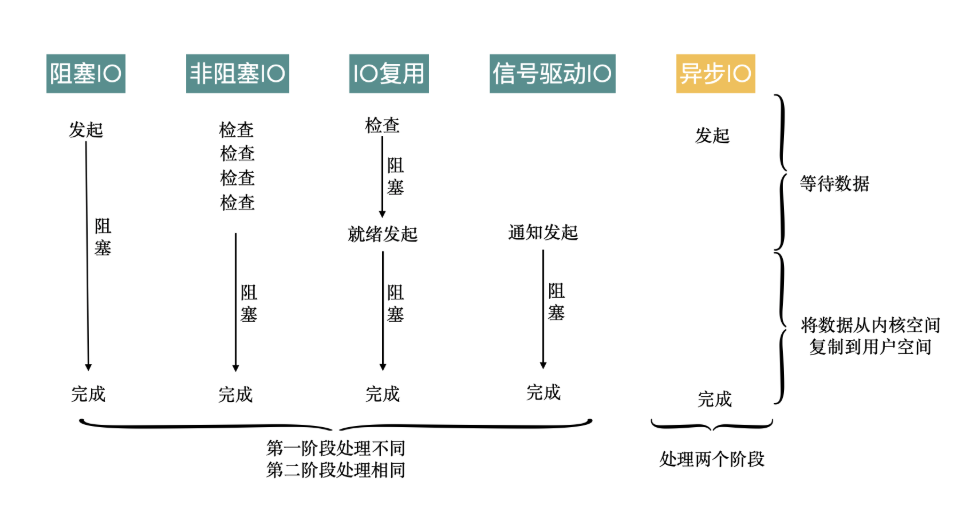 阻塞IO
非阻塞IO
IO复用
信号驱动IO
异步IO
发起
阻
塞
完成
检查
检查
检查
检查
阻
塞
完成
检查
阻
塞
就绪发起
阻
塞
完成
通知发起
阻
塞
完成
发起
完成
等待数据
将数据从内核空间
复制到用户空间
第一阶段处理不同
第二阶段处理相同
处理两个阶段